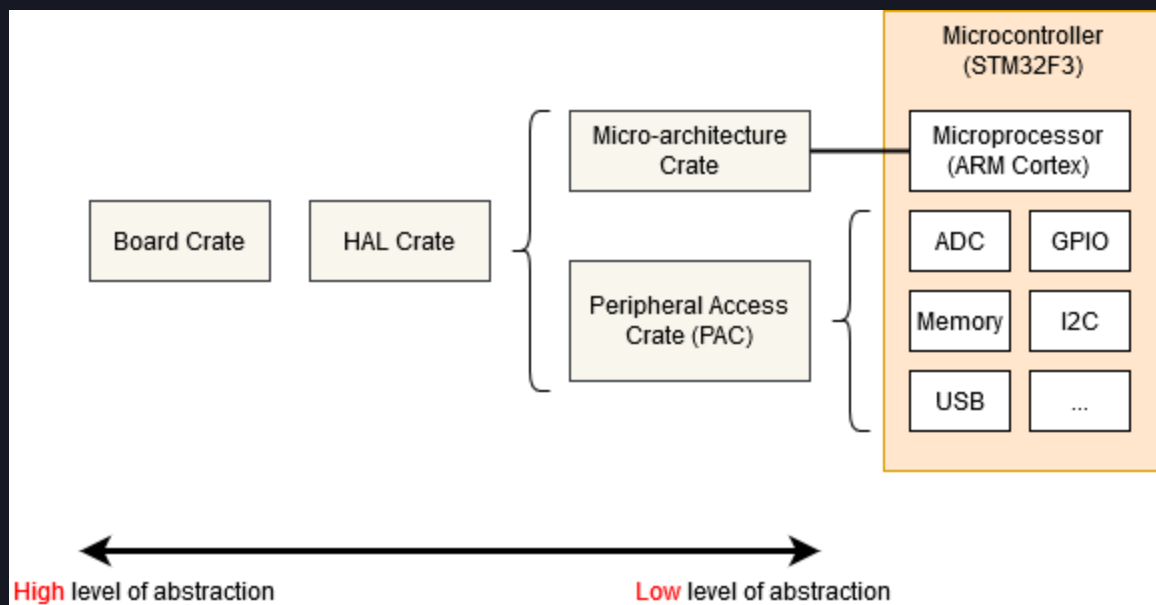 Microcontroller
(STM32F3)
Micro-architecture
Crate
Microprocessor
(ARM Cortex)
Board Crate
HAL Crate
ADC
GPIO
Peripheral Access
Crate (PAC)
Memory
I2C
USB
...
High level of abstraction
Low level of abstraction